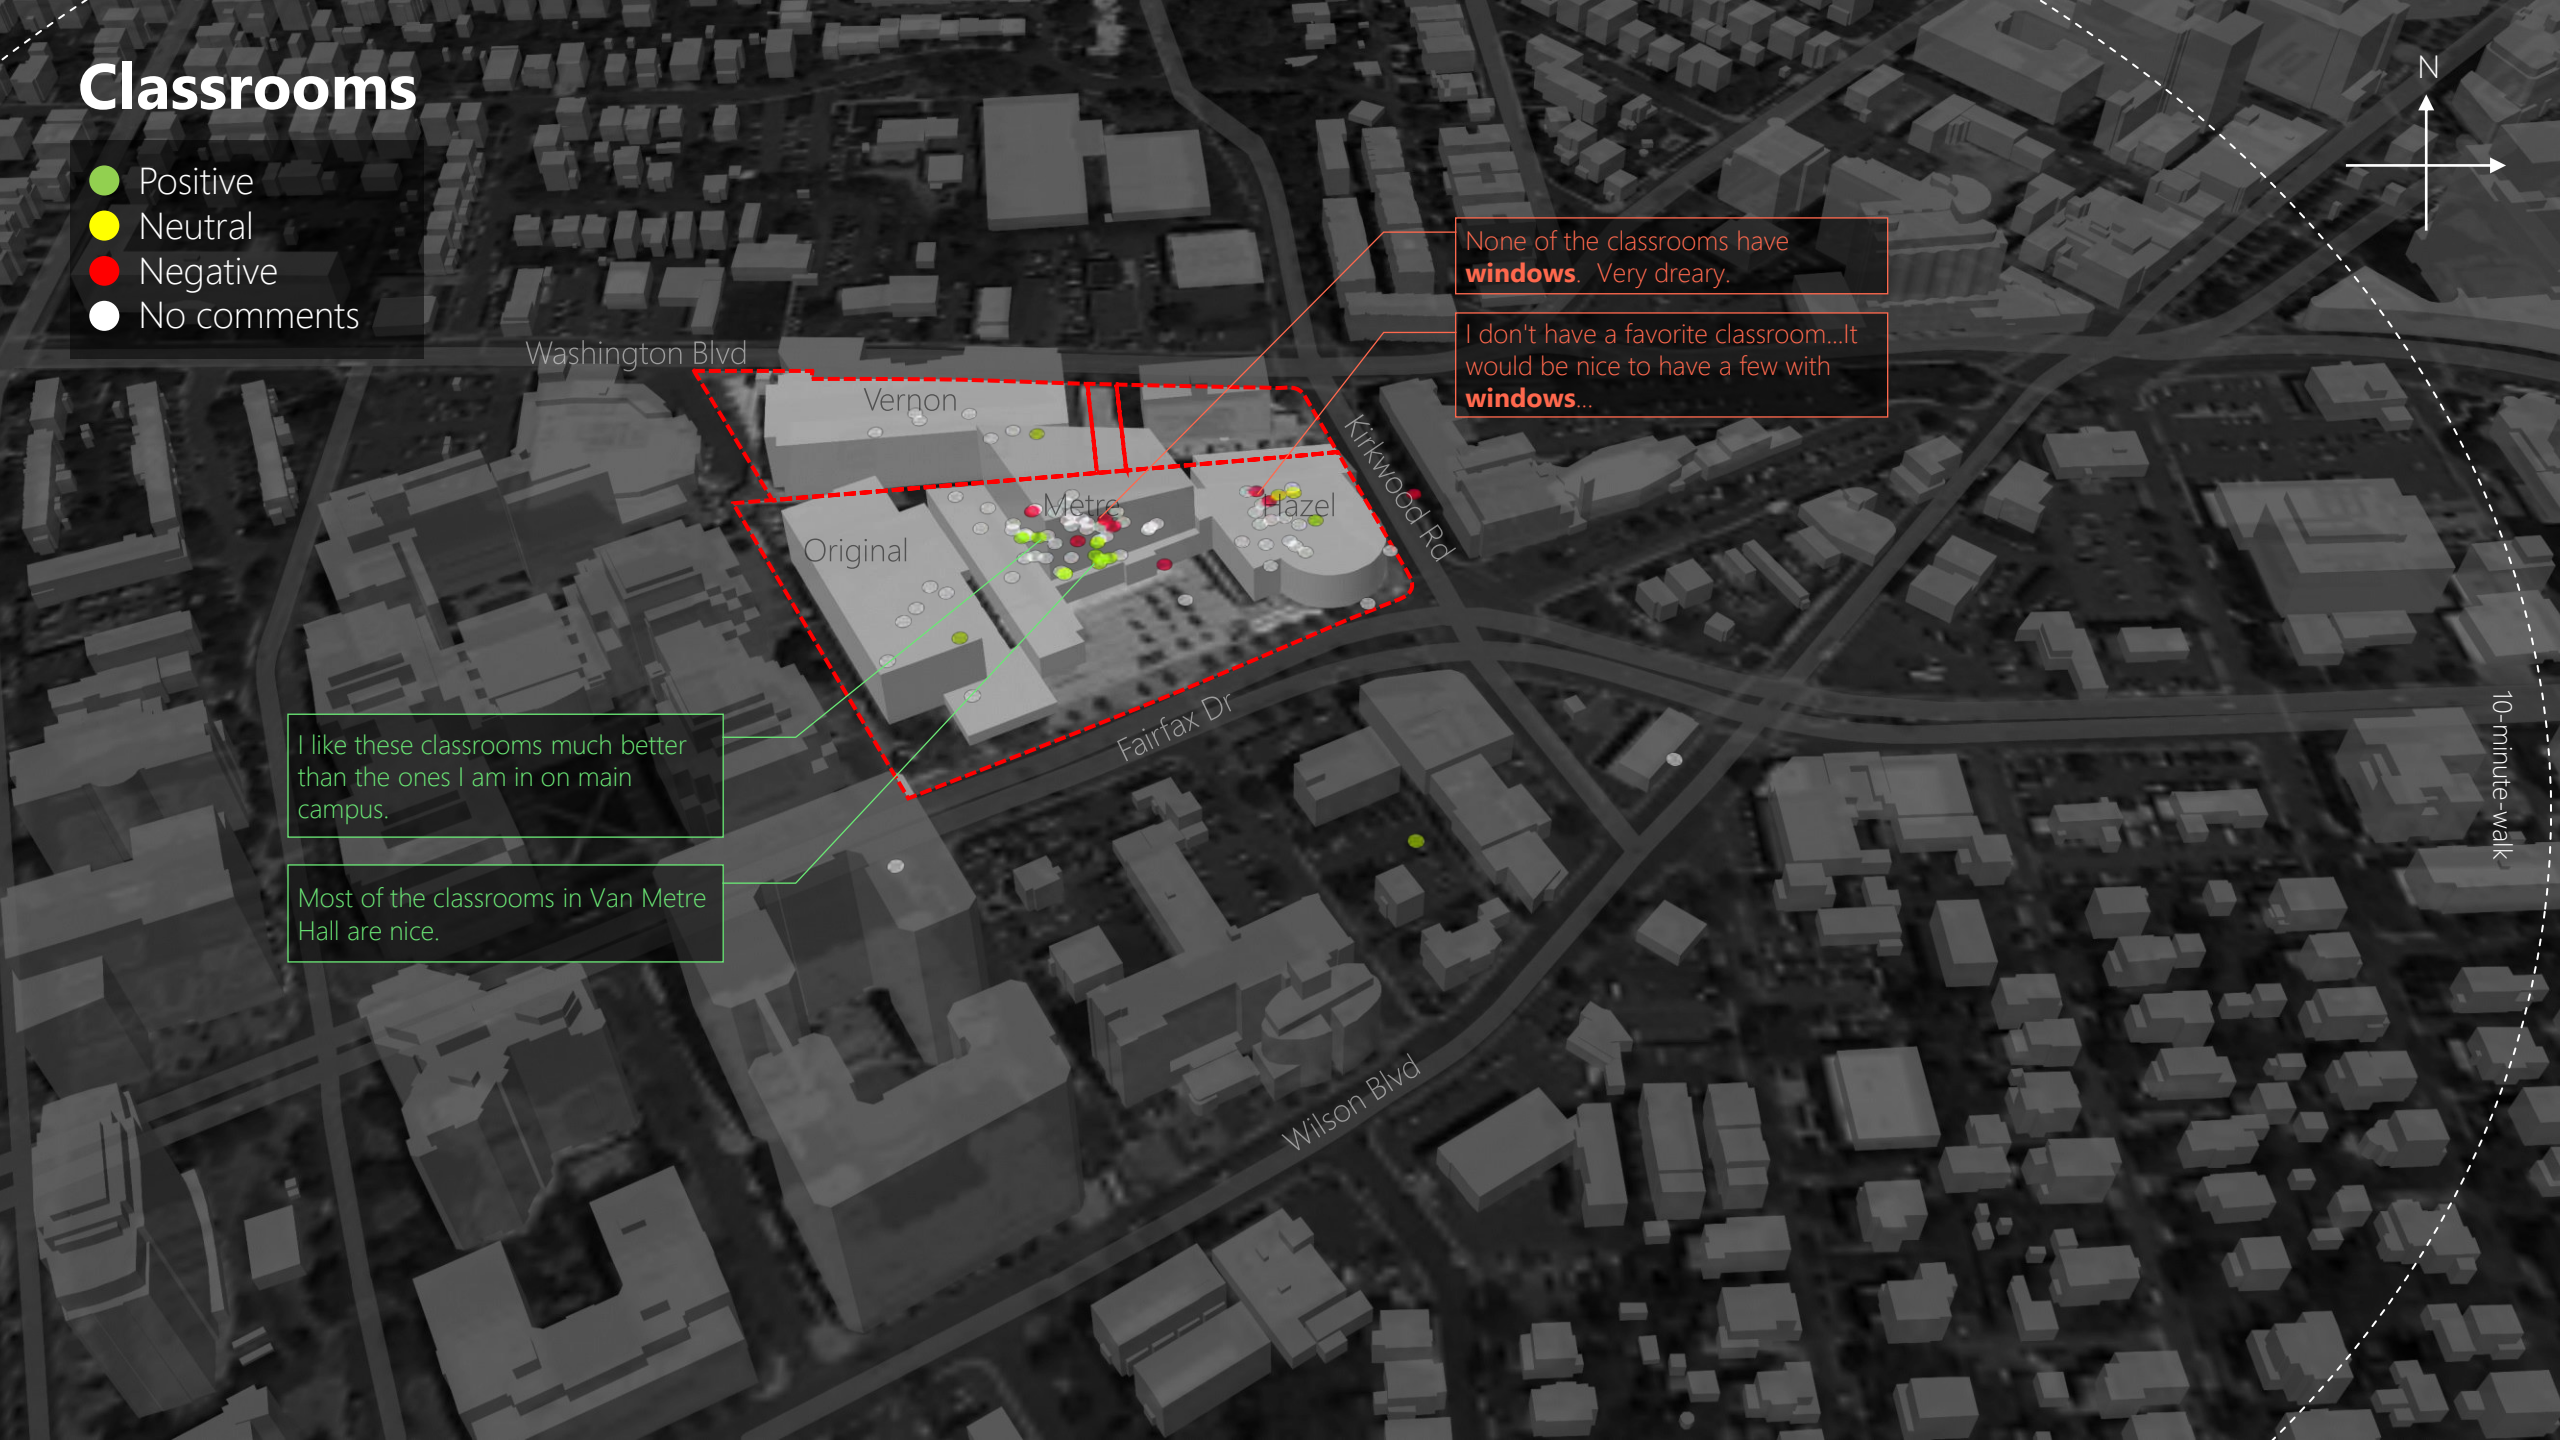 Classrooms
Positive
Neutral
Negative
No comments
N
None of the classrooms have
windows.  Very dreary.
I don't have a favorite classroom...It
would be nice to have a few with
windows...
Washington Blvd
Vernon
Kirkwood Rd
Metre
Hazel
Original
Fairfax Dr
10-minute-walk
I like these classrooms much better
than the ones I am in on main
campus.
Most of the classrooms in Van Metre
Hall are nice.
Wilson Blvd